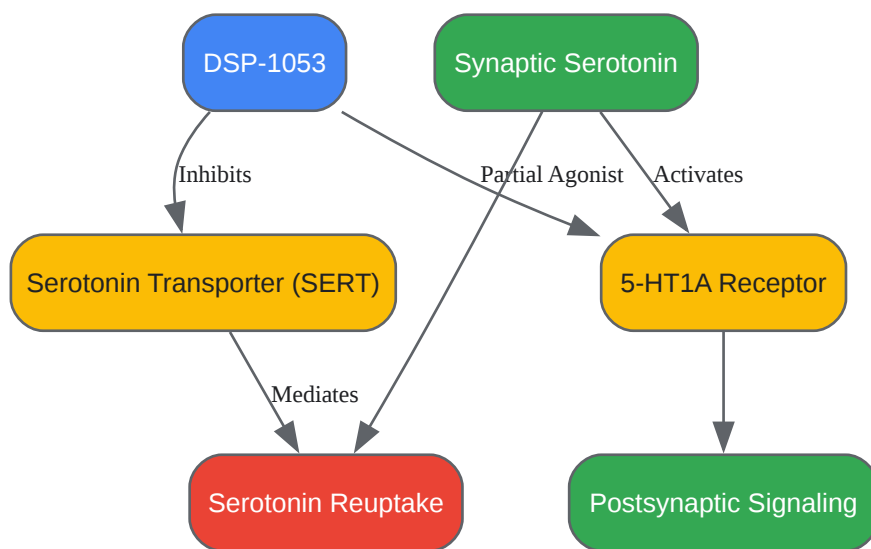 DSP-1053
Synaptic Serotonin
Inhibits
Partial Agonist
Activates
Serotonin Transporter (SERT)
5-HT1A Receptor
Mediates
Serotonin Reuptake
Postsynaptic Signaling